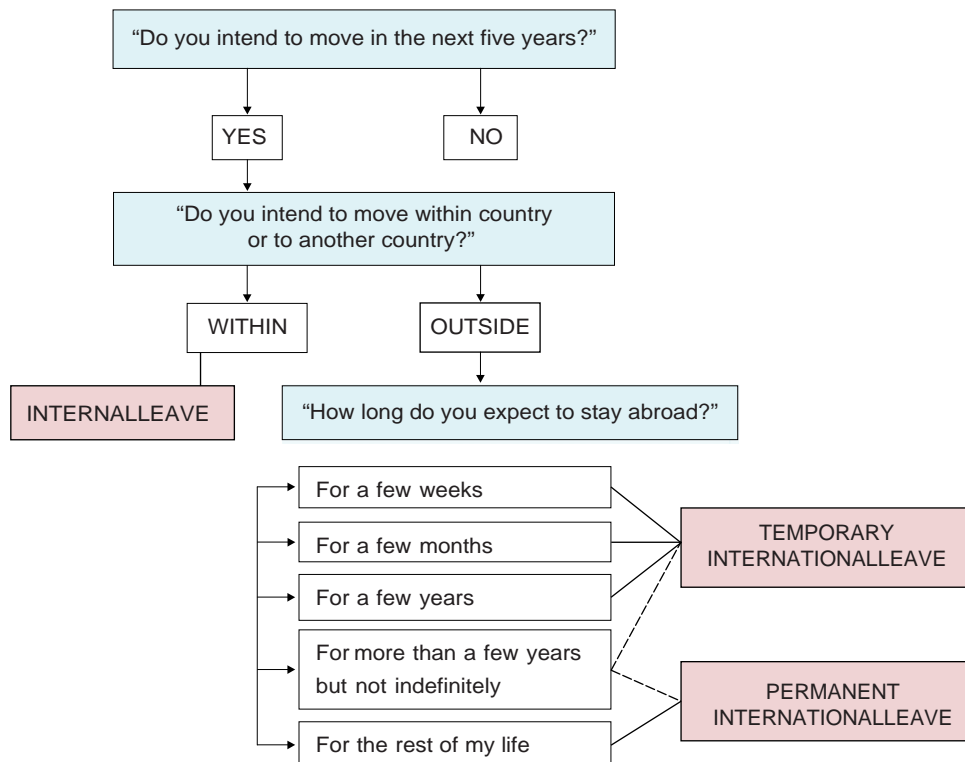 “Do you intend to move in the next five years?”
YES
NO
“Do you intend to move within country
or to another country?”
WITHIN
OUTSIDE
INTERNALLEAVE
“How long do you expect to stay abroad?”
For a few weeks
For a few months
For a few years
For more than a few years
but not indefinitely
For the rest of my life
TEMPORARY
INTERNATIONALLEAVE
PERMANENT
INTERNATIONALLEAVE